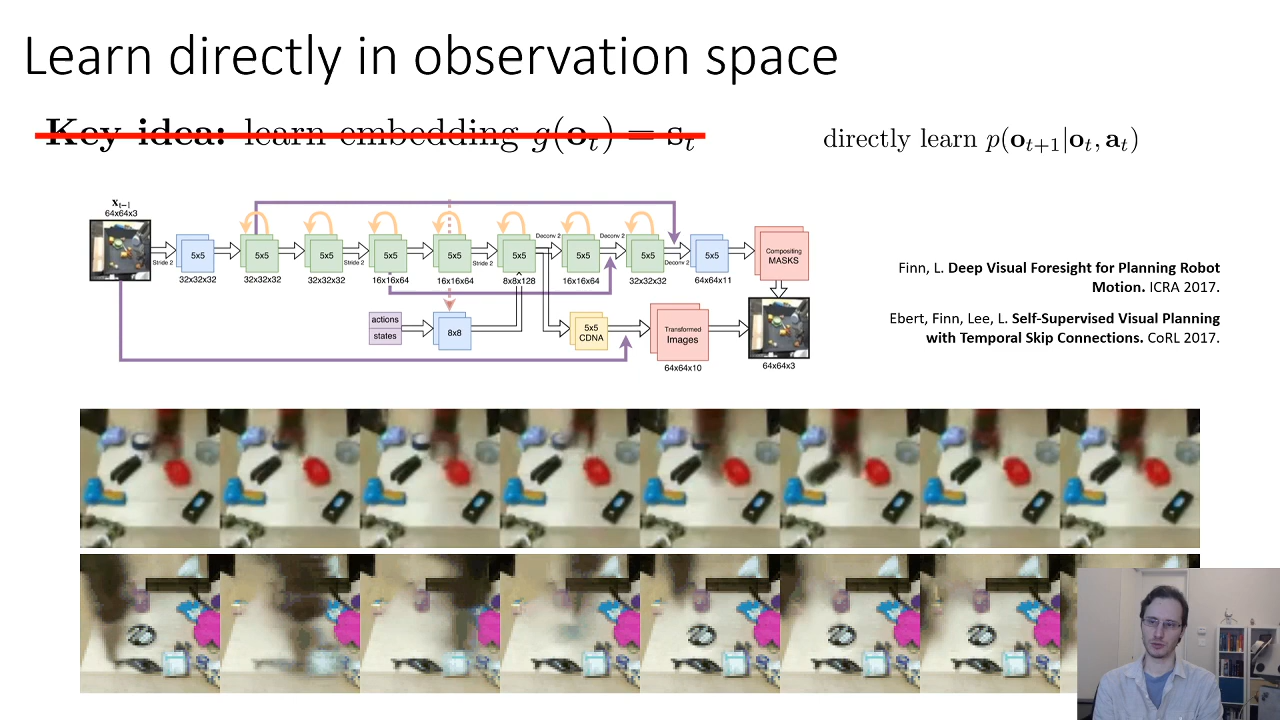 Learn directly in observation space
Key idea: learn embedding g(o_t) = s_t
directly learn p(o_{t+1}|o_t, a_t)
x_{t−1}
64x64x3
Stride 2
5x5
32x32x32
5x5
32x32x32
5x5
32x32x32
Stride 2
5x5
16x16x64
5x5
16x16x64
Stride 2
5x5
8x8x128
Deconv 2
5x5
16x16x64
Deconv 2
5x5
32x32x32
Deconv 2
5x5
64x64x11
Compositing
MASKS
actions
states
8x8
5x5
CDNA
Transformed
Images
64x64x10
64x64x3
Finn, L. Deep Visual Foresight for Planning Robot
Motion. ICRA 2017.
Ebert, Finn, Lee, L. Self-Supervised Visual Planning
with Temporal Skip Connections. CoRL 2017.